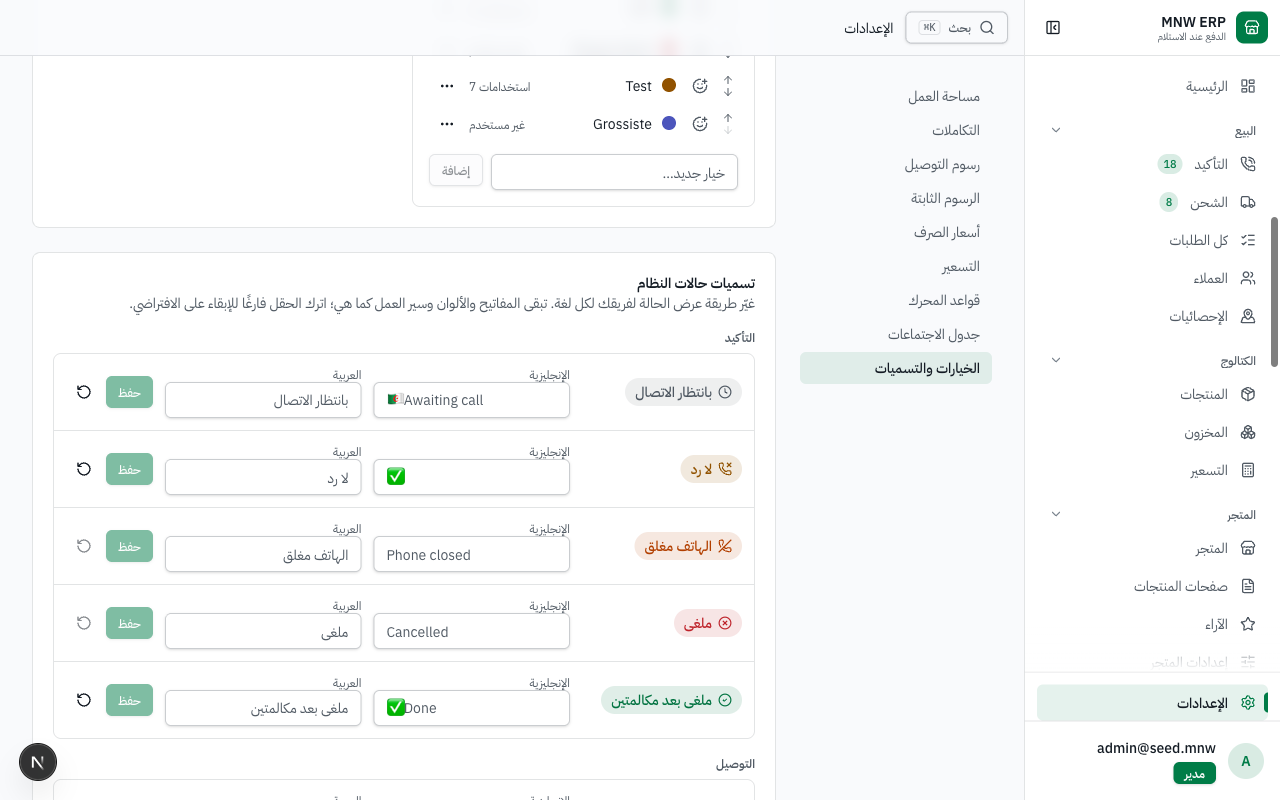 MNW ERP
الدفع عند الاستلام
بحث
⌘K
الإعدادات
الرئيسية
البيع
التأكيد
18
الشحن
8
كل الطلبات
العملاء
الإحصائيات
الكتالوج
المنتجات
المخزون
التسعير
المتجر
المتجر
صفحات المنتجات
الآراء
إعدادات المتجر
الإعدادات
admin@seed.mnw
مدير
A
مساحة العمل
التكاملات
رسوم التوصيل
الرسوم الثابتة
أسعار الصرف
التسعير
قواعد المحرك
جدول الاجتماعات
الخيارات والتسميات
Test
7 استخدامات
Grossiste
غير مستخدم
خيار جديد...
إضافة
تسميات حالات النظام
غيّر طريقة عرض الحالة لفريقك لكل لغة. تبقى المفاتيح والألوان وسير العمل كما هي؛ اترك الحقل فارغًا للإبقاء على الافتراضي.
التأكيد
بانتظار الاتصال
الإنجليزية
🇩🇿Awaiting call
العربية
بانتظار الاتصال
حفظ
لا رد
الإنجليزية
✅
العربية
لا رد
حفظ
الهاتف مغلق
الإنجليزية
Phone closed
العربية
الهاتف مغلق
حفظ
ملغى
الإنجليزية
Cancelled
العربية
ملغى
حفظ
ملغى بعد مكالمتين
الإنجليزية
✅Done
العربية
ملغى بعد مكالمتين
حفظ
التوصيل
N